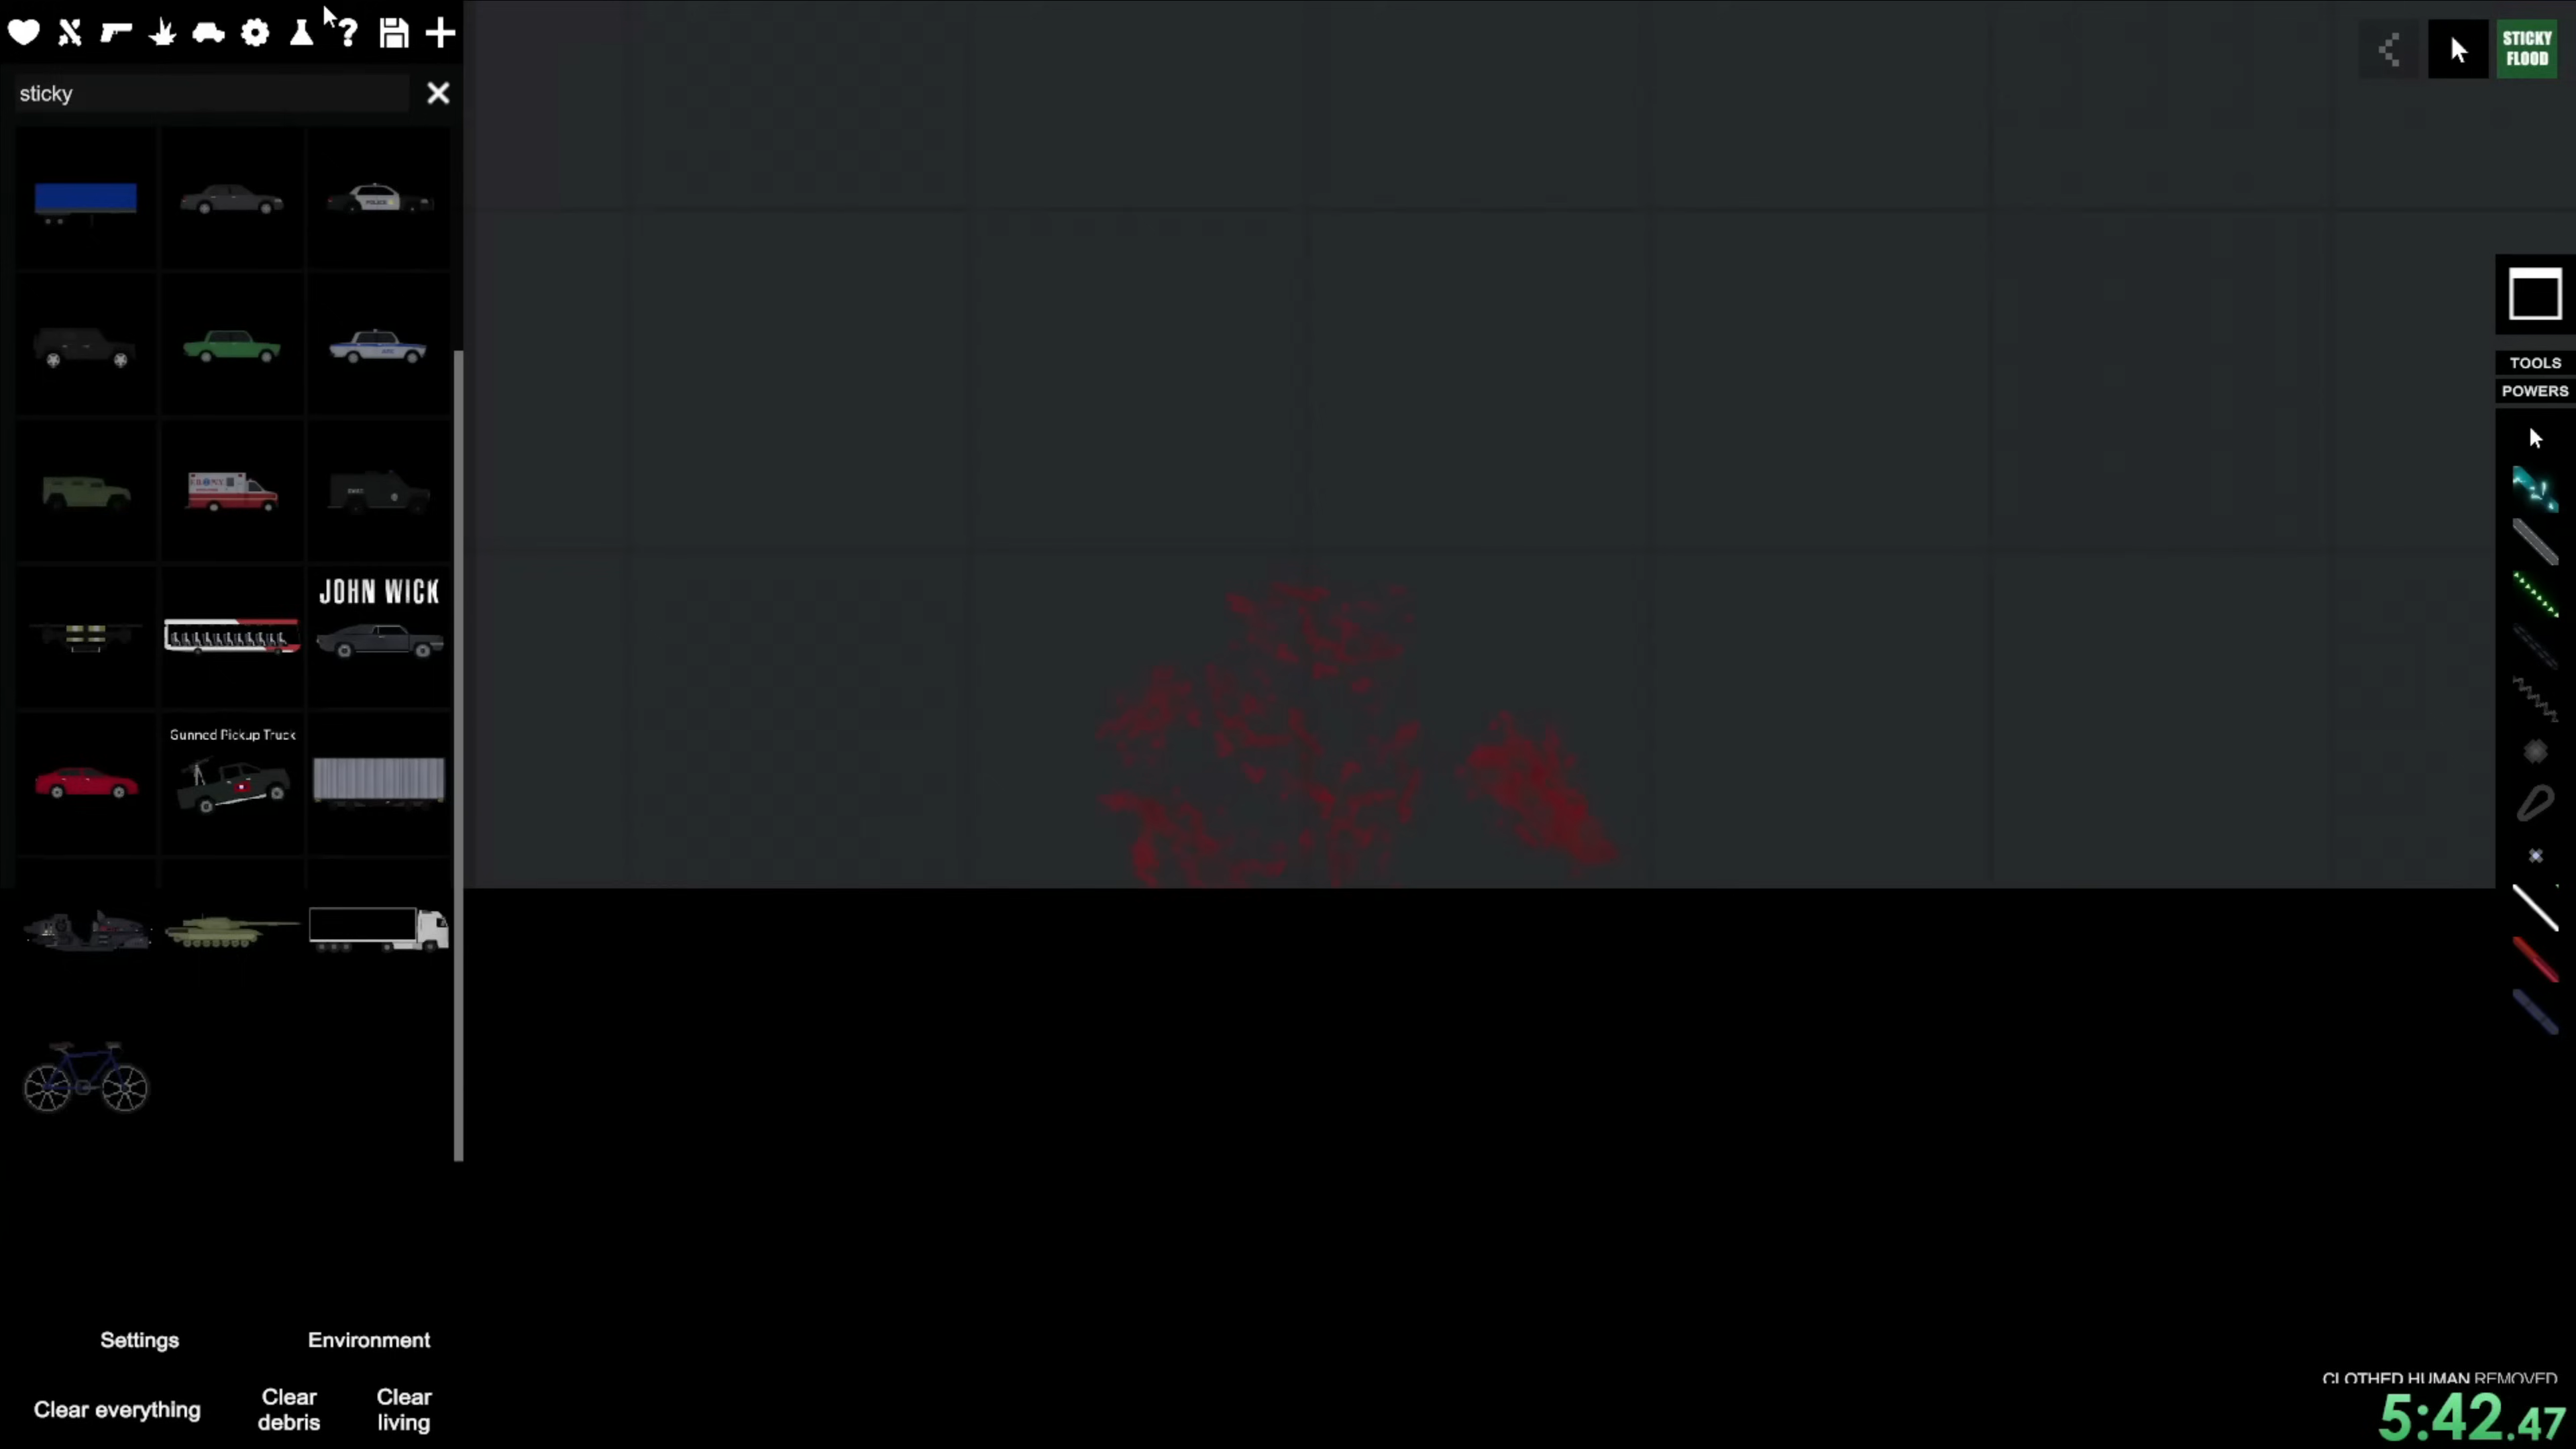 sticky
STICKY
FLOOD
POLICE
TOOLS
POWERS
JOHN WICK
Gunned Pickup Truck
Settings
Environment
Clear everything
Clear
debris
Clear
living
CLOTHED HUMAN REMOVED
5:42.47